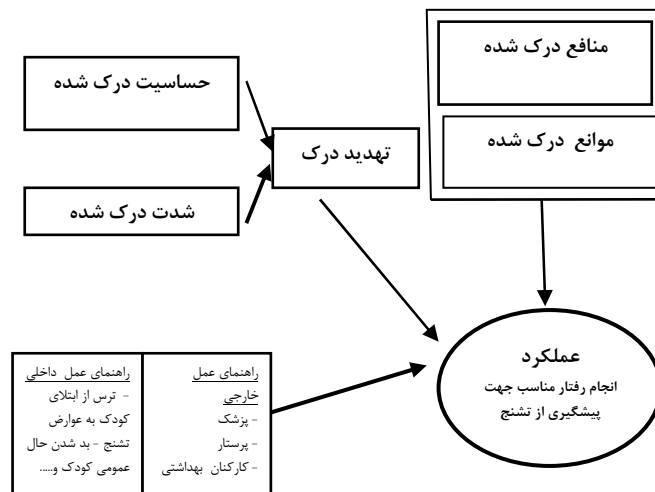 منافع درک شده
موانع درک شده
حساسیت درک شده
تهدید درک
شدت درک شده
عملکرد
انجام رفتار مناسب جهت
پیشگیری از تشنج
راهنمای عمل
خارجی
- پزشک
- پرستار
- کارکنان بهداشتی
راهنمای عمل داخلی
- ترس از ابتلای
کودک به عوارض
تشنج - بد شدن حال
عمومی کودک و.....